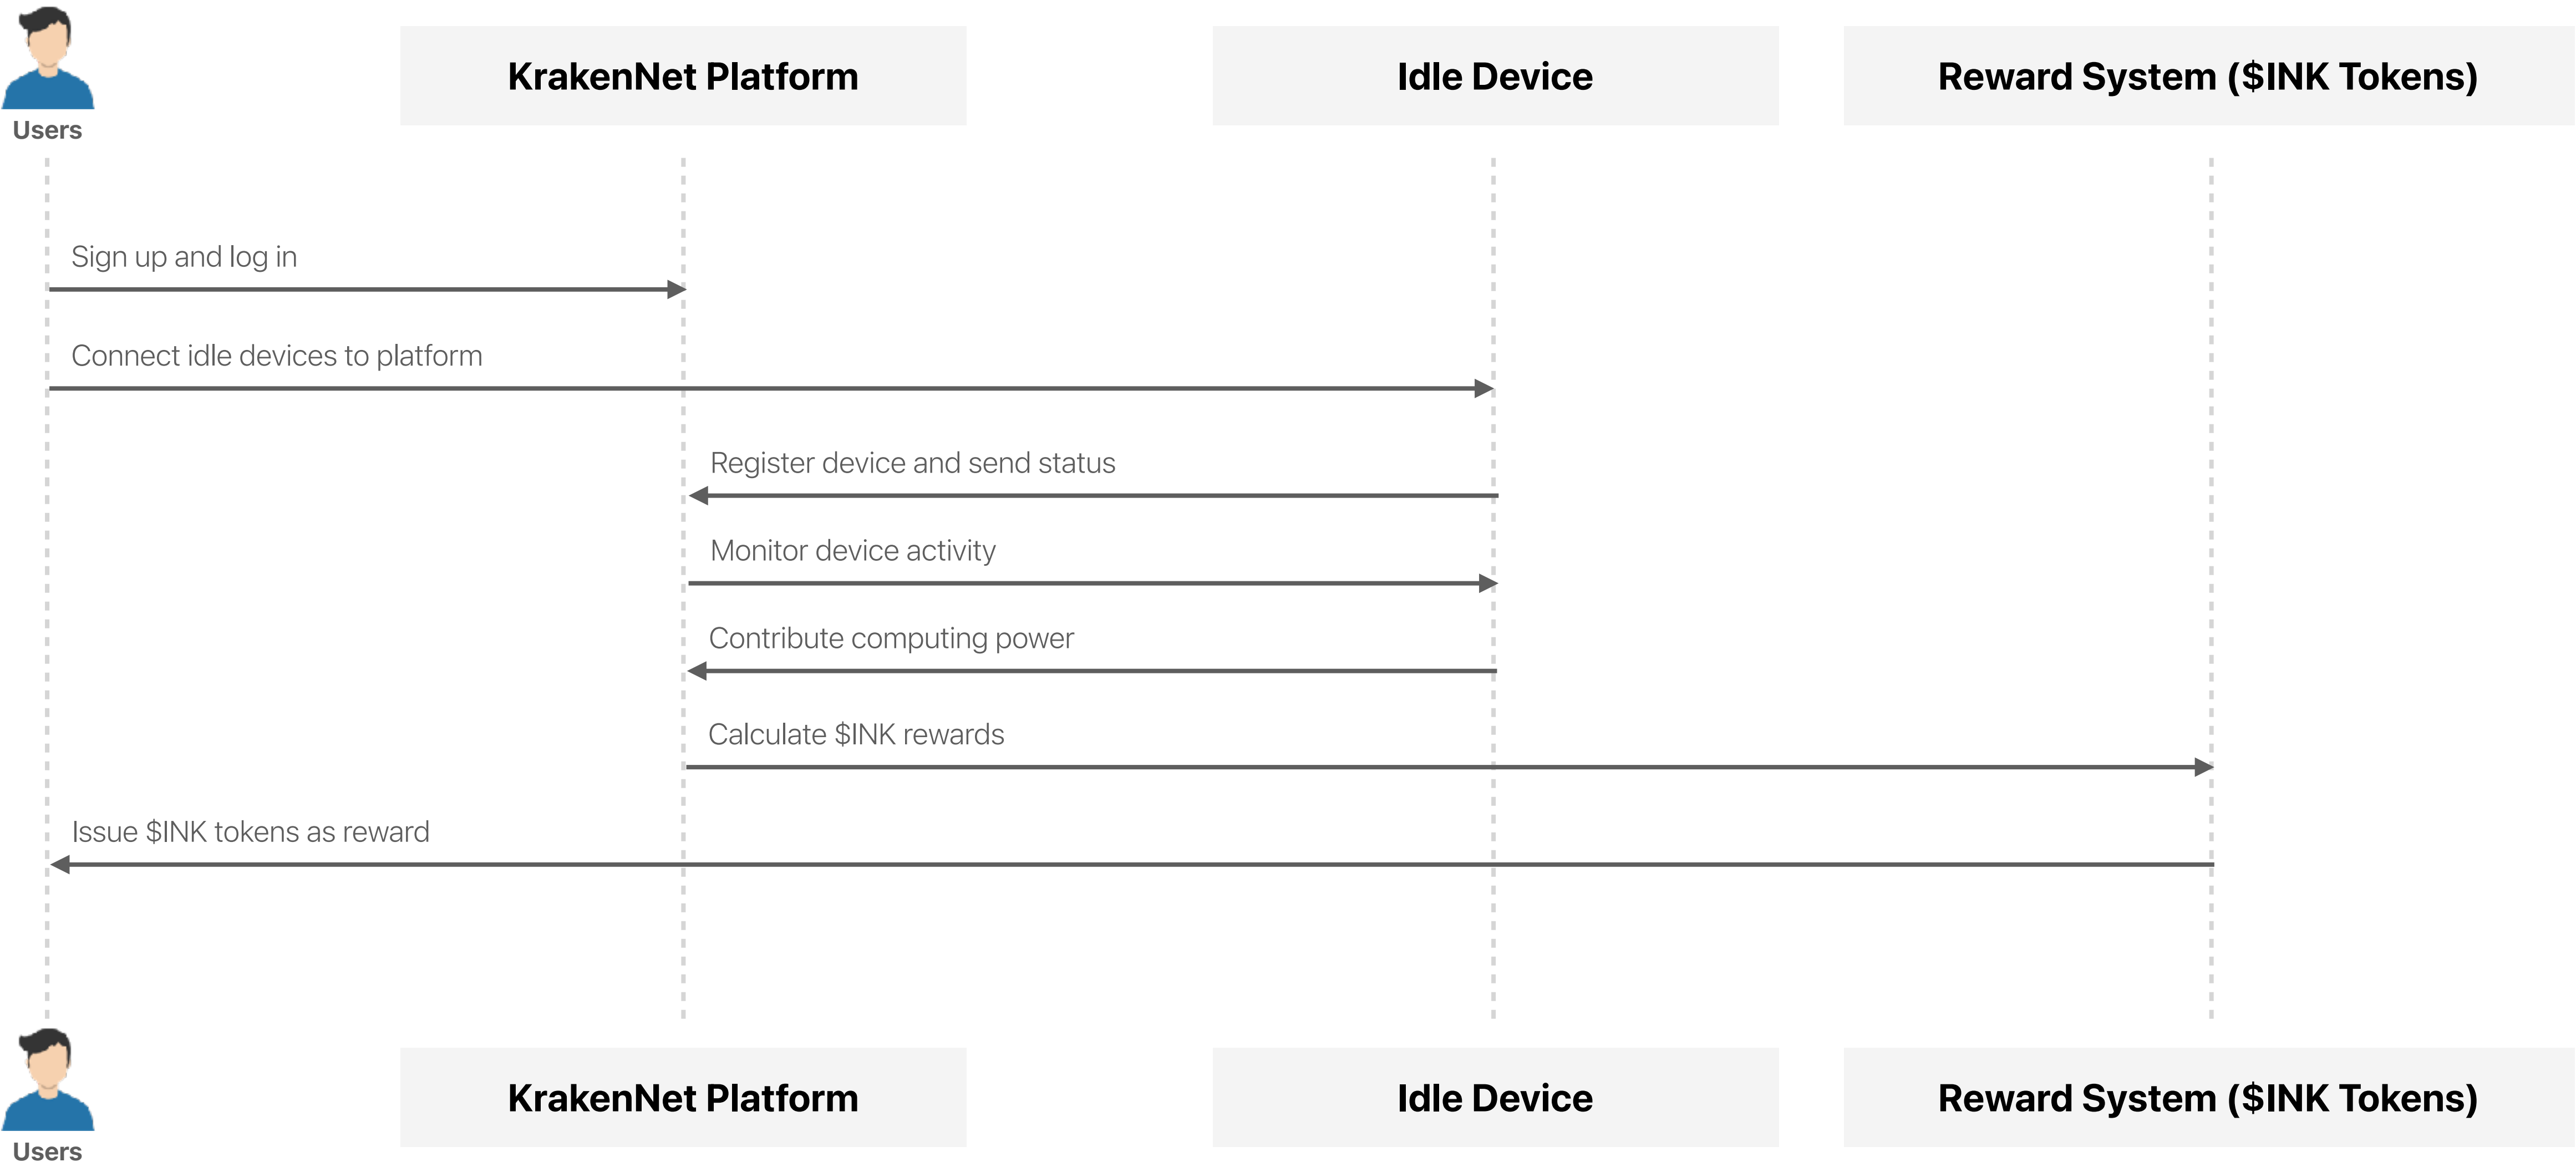 Users
KrakenNet Platform
Idle Device
Reward System ($INK Tokens)
Sign up and log in
Connect idle devices to platform
Register device and send status
Monitor device activity
Contribute computing power
Calculate $INK rewards
Issue $INK tokens as reward
Users
KrakenNet Platform
Idle Device
Reward System ($INK Tokens)